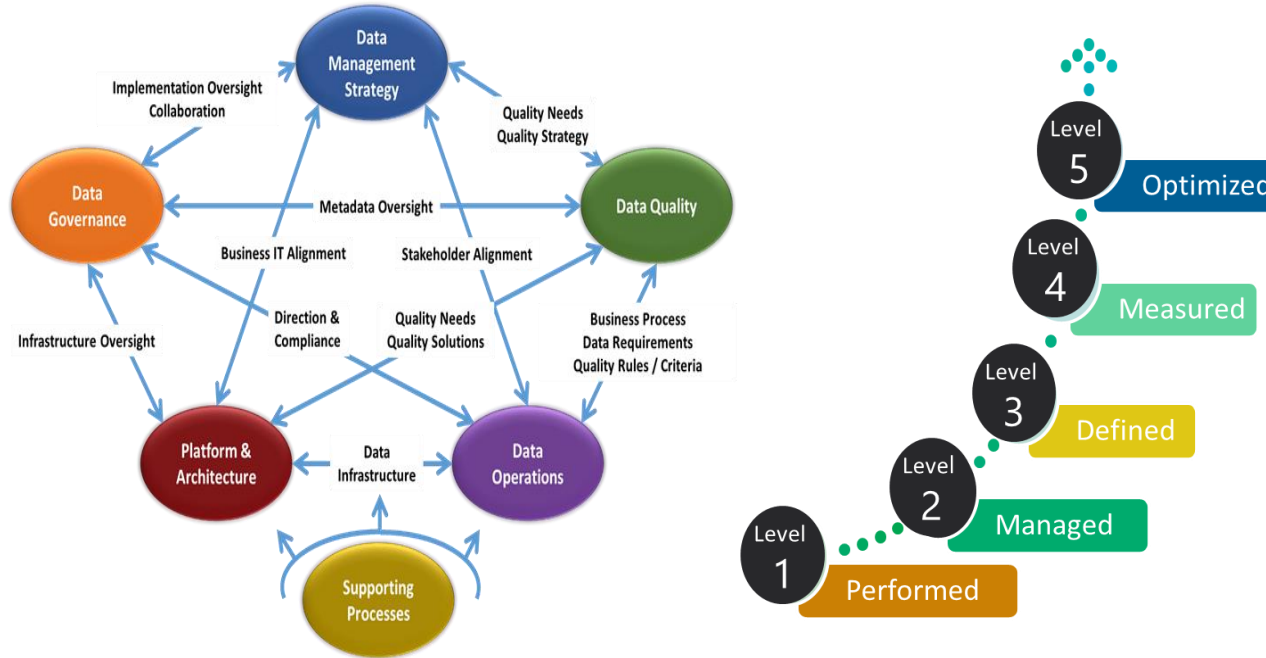 Data
Management
Strategy
Implementation Oversight
Collaboration
Quality Needs
Quality Strategy
Data
Governance
Metadata Oversight
Data Quality
Business IT Alignment
Stakeholder Alignment
Infrastructure Oversight
Direction &
Compliance
Quality Needs
Quality Solutions
Business Process
Data Requirements
Quality Rules / Criteria
Platform &
Architecture
Data
Infrastructure
Data
Operations
Supporting
Processes
Level
5
Optimized
Level
4
Measured
Level
3
Defined
Level
2
Managed
Level
1
Performed